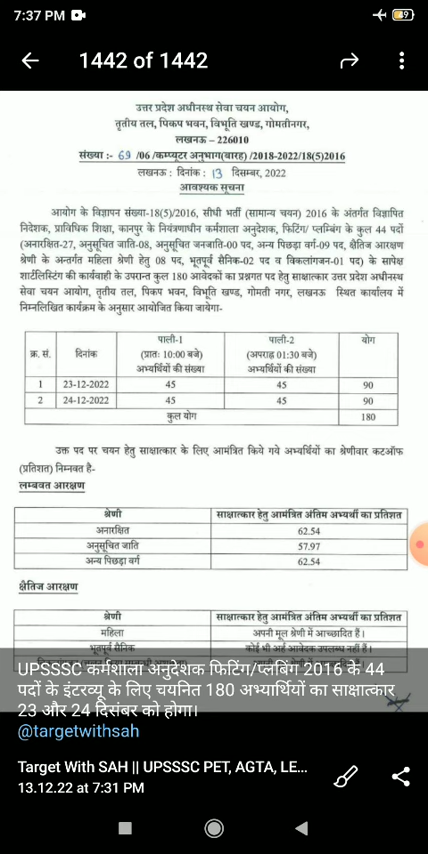 7:37 PM
59
1442 of 1442
उत्तर प्रदेश अधीनस्थ सेवा चयन आयोग,
तृतीय तल, पिकप भवन, विभूति खण्ड, गोमतीनगर,
लखनऊ – 226010
संख्या :- 69 /06 /कम्प्यूटर अनुभाग(बारह) /2018-2022/18(5)2016
लखनऊ : दिनांक : 13 दिसम्बर, 2022
आवश्यक सूचना
आयोग के विज्ञापन संख्या-18(5)/2016, सीधी भर्ती (सामान्य चयन) 2016 के अंतर्गत विज्ञापित
निदेशक, प्राविधिक शिक्षा, कानपुर के नियंत्रणाधीन कर्मशाला अनुदेशक, फिटिंग/ प्लम्बिंग के कुल 44 पदों
(अनारक्षित-27, अनुसूचित जाति-08, अनुसूचित जनजाति-00 पद, अन्य पिछड़ा वर्ग-09 पद, क्षैतिज आरक्षण
श्रेणी के अन्तर्गत महिला श्रेणी हेतु 08 पद, भूतपूर्व सैनिक-02 पद व विकलांगजन-01 पद) के सापेक्ष
शार्टलिस्टिंग की कार्यवाही के उपरान्त कुल 180 आवेदकों का प्रश्नगत पद हेतु साक्षात्कार उत्तर प्रदेश अधीनस्थ
सेवा चयन आयोग, तृतीय तल, पिकप भवन, विभूति खण्ड, गोमती नगर, लखनऊ स्थित कार्यालय में
निम्नलिखित कार्यक्रम के अनुसार आयोजित किया जायेगा-
क्र. सं. दिनांक पाली-1 (प्रातः 10:00 बजे) अभ्यर्थियों की संख्या पाली-2 (अपराह्न 01:30 बजे) अभ्यर्थियों की संख्या योग
1 23-12-2022 45 45 90
2 24-12-2022 45 45 90
कुल योग 180
उक्त पद पर चयन हेतु साक्षात्कार के लिए आमंत्रित किये गये अभ्यर्थियों का श्रेणीवार कटऑफ
(प्रतिशत) निम्नवत है-
लम्बवत आरक्षण
श्रेणी साक्षात्कार हेतु आमंत्रित अंतिम अभ्यर्थी का प्रतिशत
अनारक्षित 62.54
अनुसूचित जाति 57.97
अन्य पिछड़ा वर्ग 62.54
क्षैतिज आरक्षण
श्रेणी साक्षात्कार हेतु आमंत्रित अंतिम अभ्यर्थी का प्रतिशत
महिला अपनी मूल श्रेणी में आच्छादित हैं।
भूतपूर्व सैनिक कोई भी अर्ह आवेदक उपलब्ध नहीं हैं।
UPSSSC कर्मशाला अनुदेशक फिटिंग/प्लंबिंग 2016 के 44
पदों के इंटरव्यू के लिए चयनित 180 अभ्यार्थियों का साक्षात्कार
23 और 24 दिसंबर को होगा।
@targetwithsah
Target With SAH || UPSSSC PET, AGTA, LE...
13.12.22 at 7:31 PM